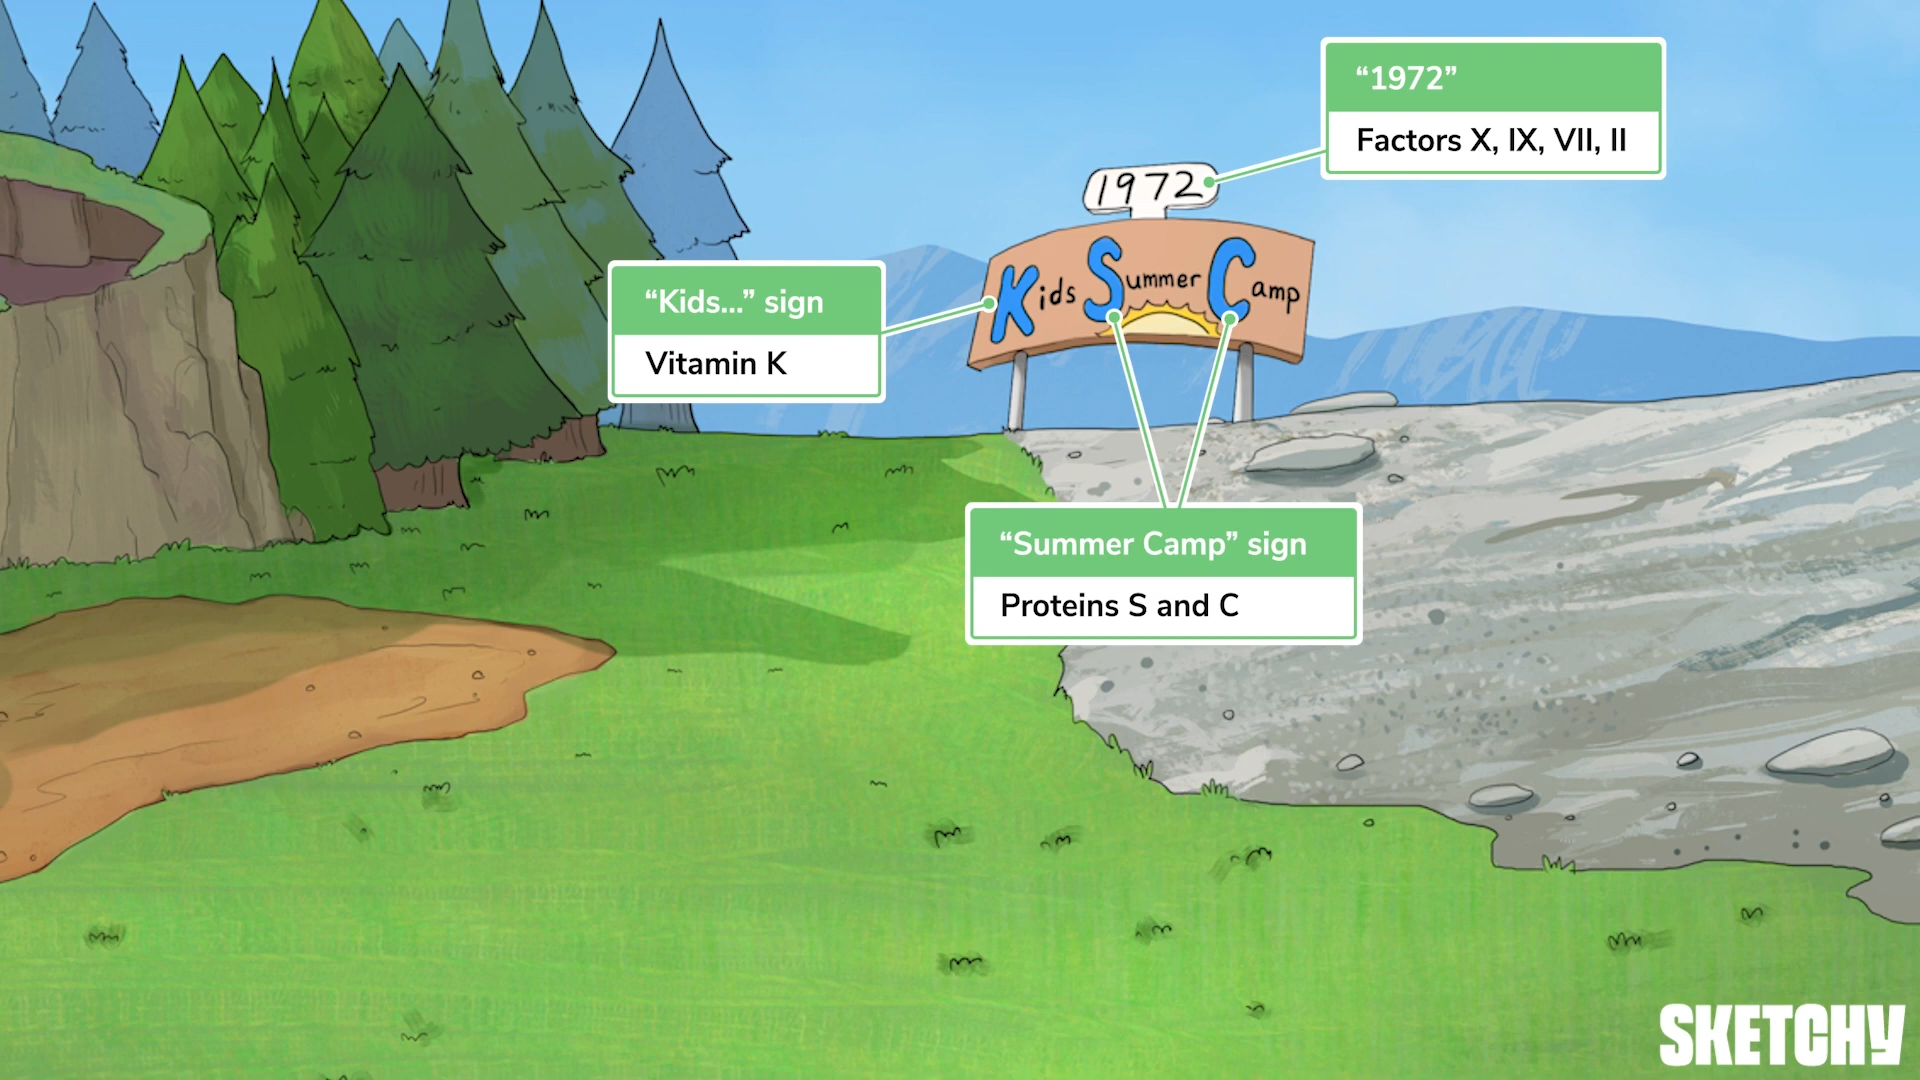 “1972”
Factors X, IX, VII, II
1972
Kids Summer Camp
“Kids...” sign
Vitamin K
“Summer Camp” sign
Proteins S and C
SKETCHY